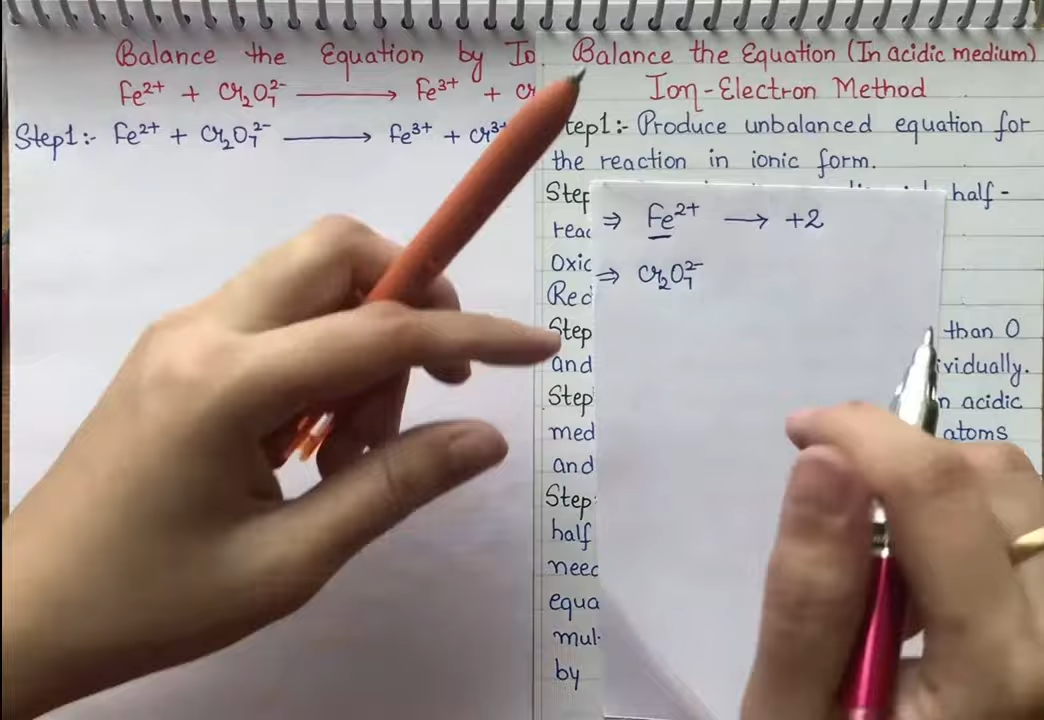 Balance the Equation by Io
Fe²⁺ + Cr₂O₇²⁻ ⟶ Fe³⁺ + Cr
Step1:- Fe²⁺ + Cr₂O₇²⁻ ⟶ Fe³⁺ + Cr³⁺
Balance the Equation (In acidic medium)
Ion-Electron Method
tep1:- Produce unbalanced equation for
the reaction in ionic form.
Step half-
reac
Oxic
Red
Step than 0
and ividually.
Step n acidic
med atoms
and
Step
half
need
equa
mul
by
⇒ Fe²⁺ ⟶ +2
⇒ Cr₂O₇²⁻